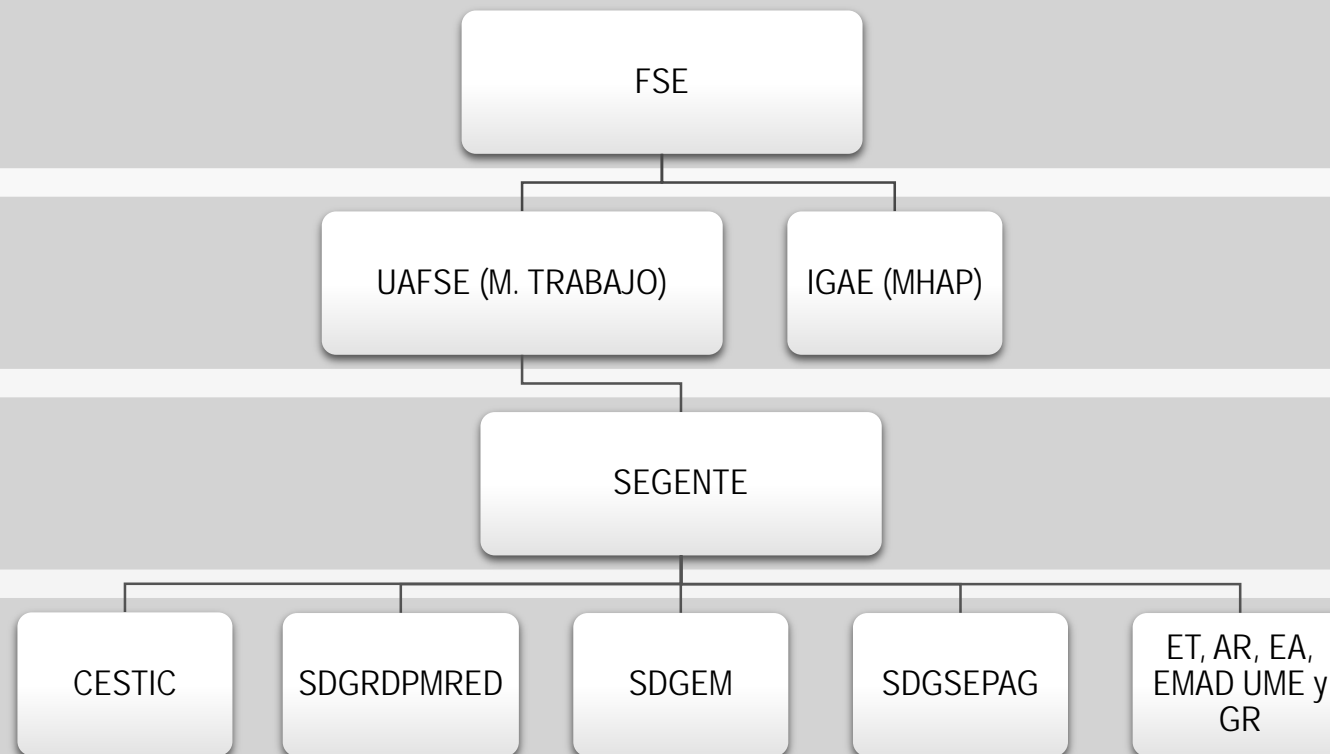 FSE
UAFSE (M. TRABAJO)
IGAE (MHAP)
SEGENTE
CESTIC
SDGRDPMRED
SDGEM
SDGSEPAG
ET, AR, EA,
EMAD UME y
GR